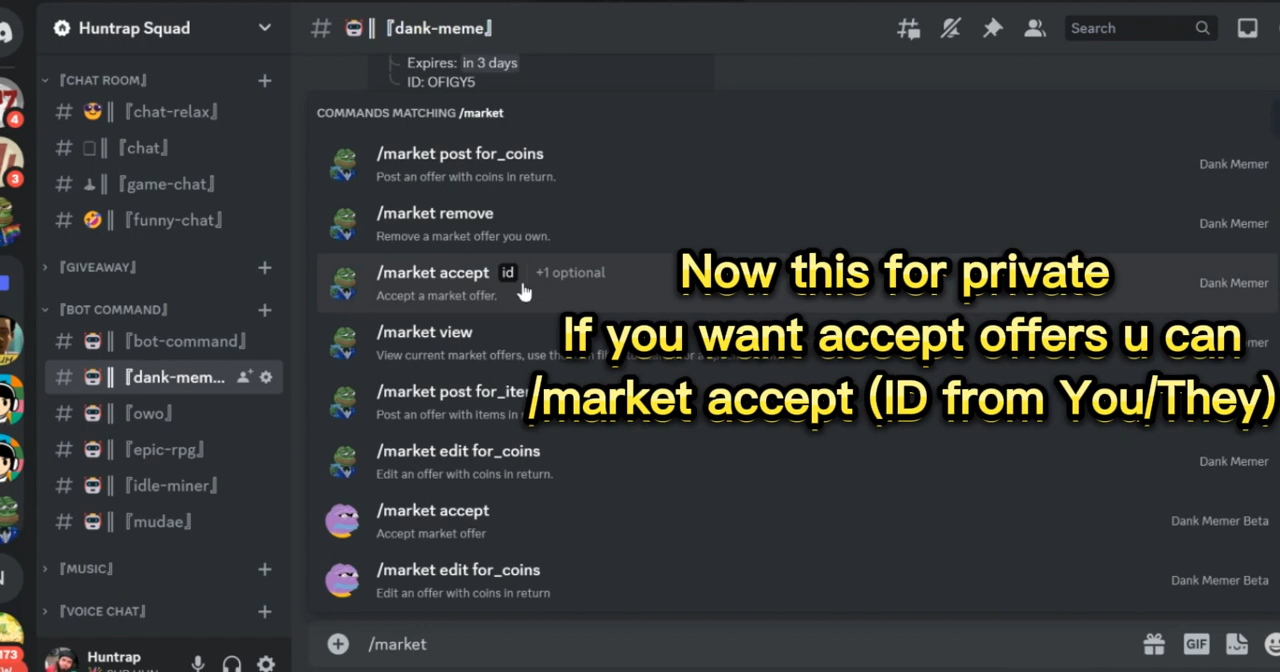 Huntrap Squad
『CHAT ROOM』
『chat-relax』
『chat』
『game-chat』
『funny-chat』
『GIVEAWAY』
『BOT COMMAND』
『bot-command』
『dank-mem...
『owo』
『epic-rpg』
『idle-miner』
『mudae』
『MUSIC』
『VOICE CHAT』
Huntrap
4
3
173
『dank-meme』
Search
Expires: in 3 days
ID: OFIGY5
COMMANDS MATCHING /market
/market post for_coins
Post an offer with coins in return.
Dank Memer
/market remove
Remove a market offer you own.
Dank Memer
/market accept id +1 optional
Accept a market offer.
Dank Memer
/market view
View current market offers, use
/market post for_ite
Post an offer with items in
/market edit for_coins
Edit an offer with coins in return.
Dank Memer
/market accept
Accept market offer
Dank Memer Beta
/market edit for_coins
Edit an offer with coins in return
Dank Memer Beta
/market
GIF
Now this for private
If you want accept offers u can
/market accept (ID from You/They)